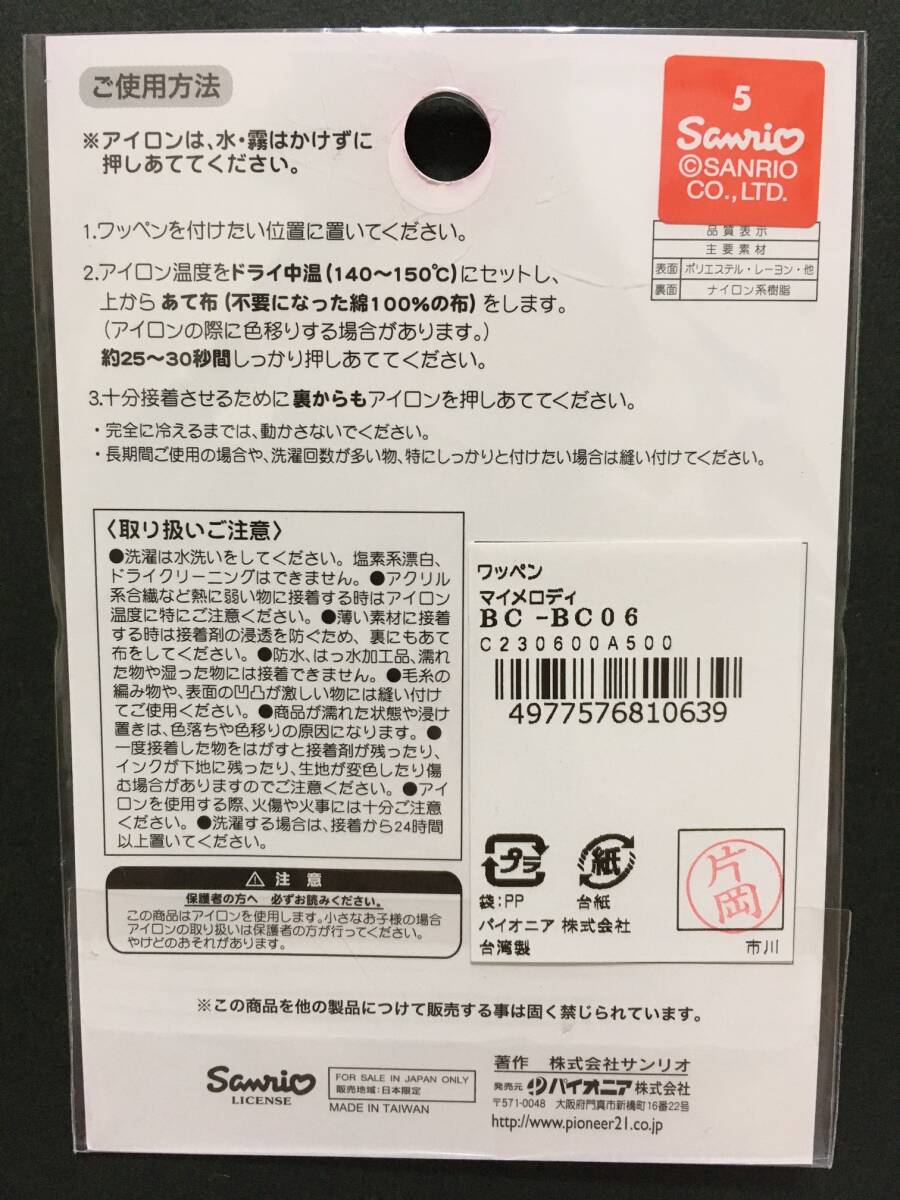 ご使用方法
5
Sanrio
©SANRIO
CO.,LTD.
※アイロンは、水・霧はかけずに
押しあててください。
品質表示
主要素材
表面 ポリエステル・レーヨン・他
裏面 ナイロン系樹脂
1.ワッペンを付けたい位置に置いてください。
2.アイロン温度をドライ中温(140〜150℃)にセットし、
上から あて布(不要になった綿100%の布)をします。
(アイロンの際に色移りする場合があります。)
約25〜30秒間しっかり押しあててください。
3.十分接着させるために裏からもアイロンを押しあててください。
・完全に冷えるまでは、動かさないでください。
・長期間ご使用の場合や、洗濯回数が多い物、特にしっかりと付けたい場合は縫い付けてください。
〈取り扱いご注意〉
●洗濯は水洗いをしてください。塩素系漂白、
ドライクリーニングはできません。●アクリル
系合繊など熱に弱い物に接着する時はアイロン
温度に特にご注意ください。●薄い素材に接着
する時は接着剤の浸透を防ぐため、裏にもあて
布をしてください。●防水、はっ水加工品、濡れ
た物や湿った物には接着できません。●毛糸の
編み物や、表面の凹凸が激しい物には縫い付け
てご使用ください。●商品が濡れた状態や浸け
置きは、色落ちや色移りの原因になります。●
一度接着した物をはがすと接着剤が残ったり、
インクが下地に残ったり、生地が変色したり傷
む場合がありますのでご注意ください。●アイ
ロンを使用する際、火傷や火事には十分ご注意
ください。●洗濯する場合は、接着から24時間
以上置いてください。
ワッペン
マイメロディ
BC-BC06
C230600A500
4977576810639
プラ
紙
袋:PP
台紙
パイオニア 株式会社
台湾製
片岡
市川
⚠ 注意
保護者の方へ 必ずお読みください。
この商品はアイロンを使用します。小さなお子様の場合
アイロンの取り扱いは保護者の方が行ってください。
やけどのおそれがあります。
※この商品を他の製品につけて販売する事は固く禁じられています。
Sanrio
LICENSE
FOR SALE IN JAPAN ONLY
販売地域:日本限定
MADE IN TAIWAN
著作 株式会社サンリオ
発売元 パイオニア株式会社
〒571-0048 大阪府門真市新橋町16番22号
http://www.pioneer21.co.jp